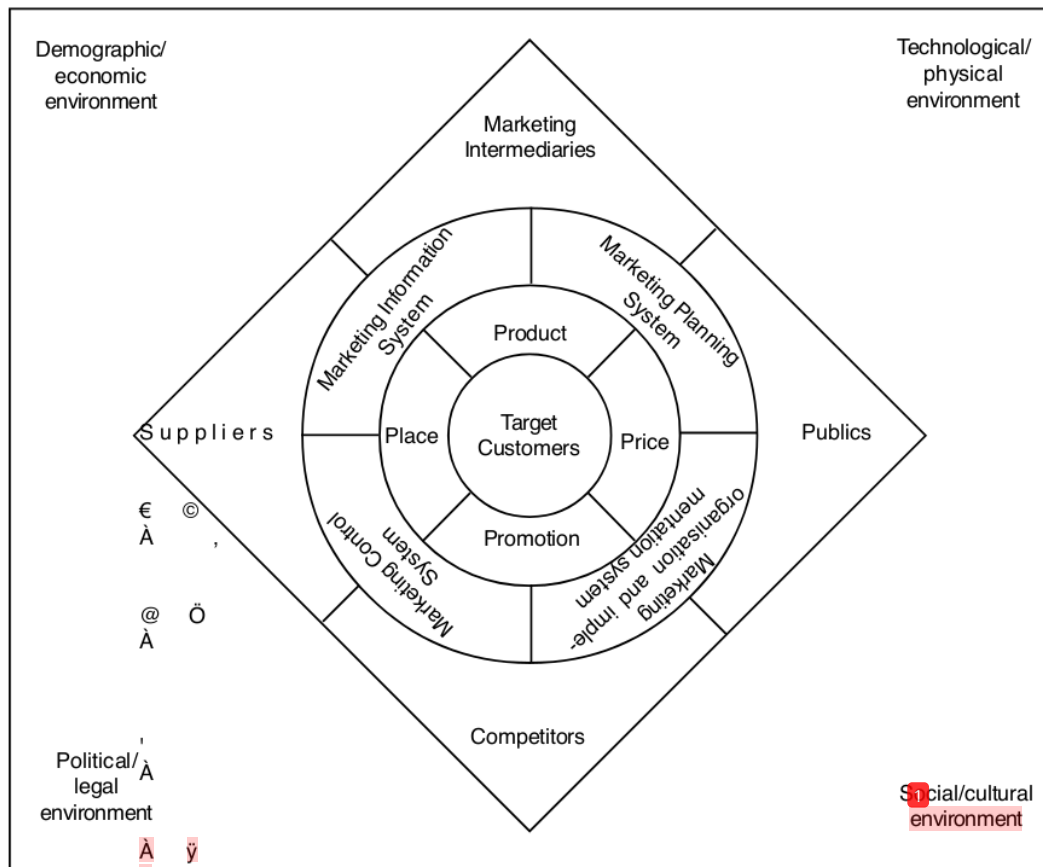 Demographic/
economic
environment
Technological/
physical
environment
Marketing
Intermediaries
Marketing Information
System
Marketing Planning
System
Product
Target
Customers
Place
Price
Promotion
Suppliers
Publics
Marketing Control
System
Marketing
organisation and imple-
mentation system
€ ©
À ,
@ Ö
À
Competitors
'
À
Political/
legal
environment
1
Social/cultural
environment
À ÿ